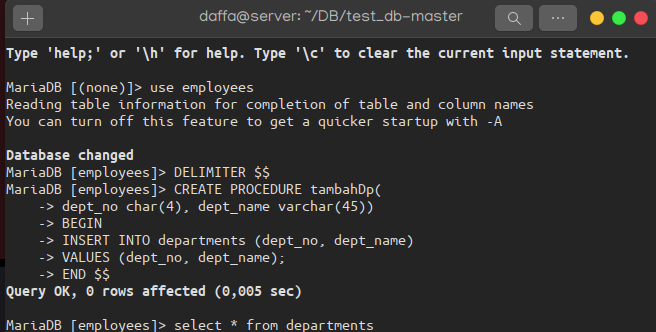 daffa@server: ~/DB/test_db-master
Type 'help;' or '\h' for help. Type '\c' to clear the current input statement.
MariaDB [(none)]> use employees
Reading table information for completion of table and column names
You can turn off this feature to get a quicker startup with -A
Database changed
MariaDB [employees]> DELIMITER $$
MariaDB [employees]> CREATE PROCEDURE tambahDp(
-> dept_no char(4), dept_name varchar(45))
-> BEGIN
-> INSERT INTO departments (dept_no, dept_name)
-> VALUES (dept_no, dept_name);
-> END $$
Query OK, 0 rows affected (0,005 sec)
MariaDB [employees]> select * from departments